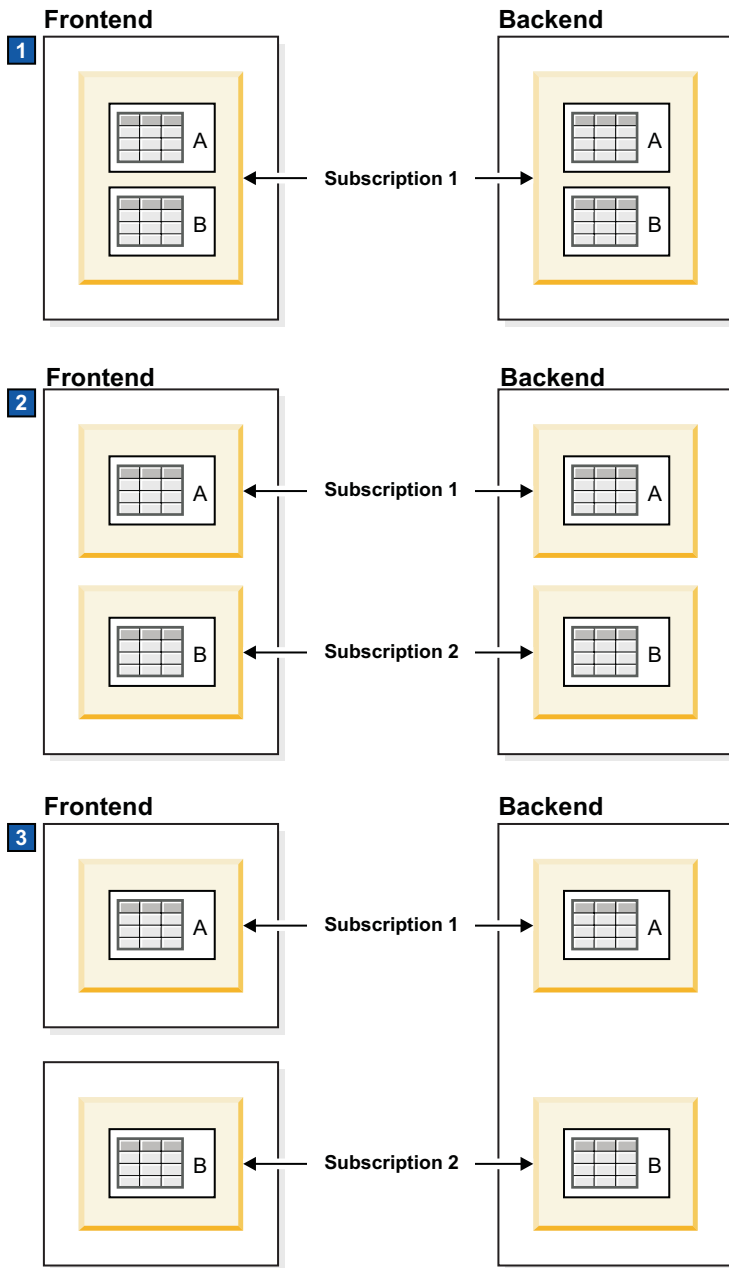 Frontend Backend
1
A A
Subscription 1
B B
Frontend Backend
2
A Subscription 1 A
B Subscription 2 B
Frontend Backend
3
A Subscription 1 A
B Subscription 2 B